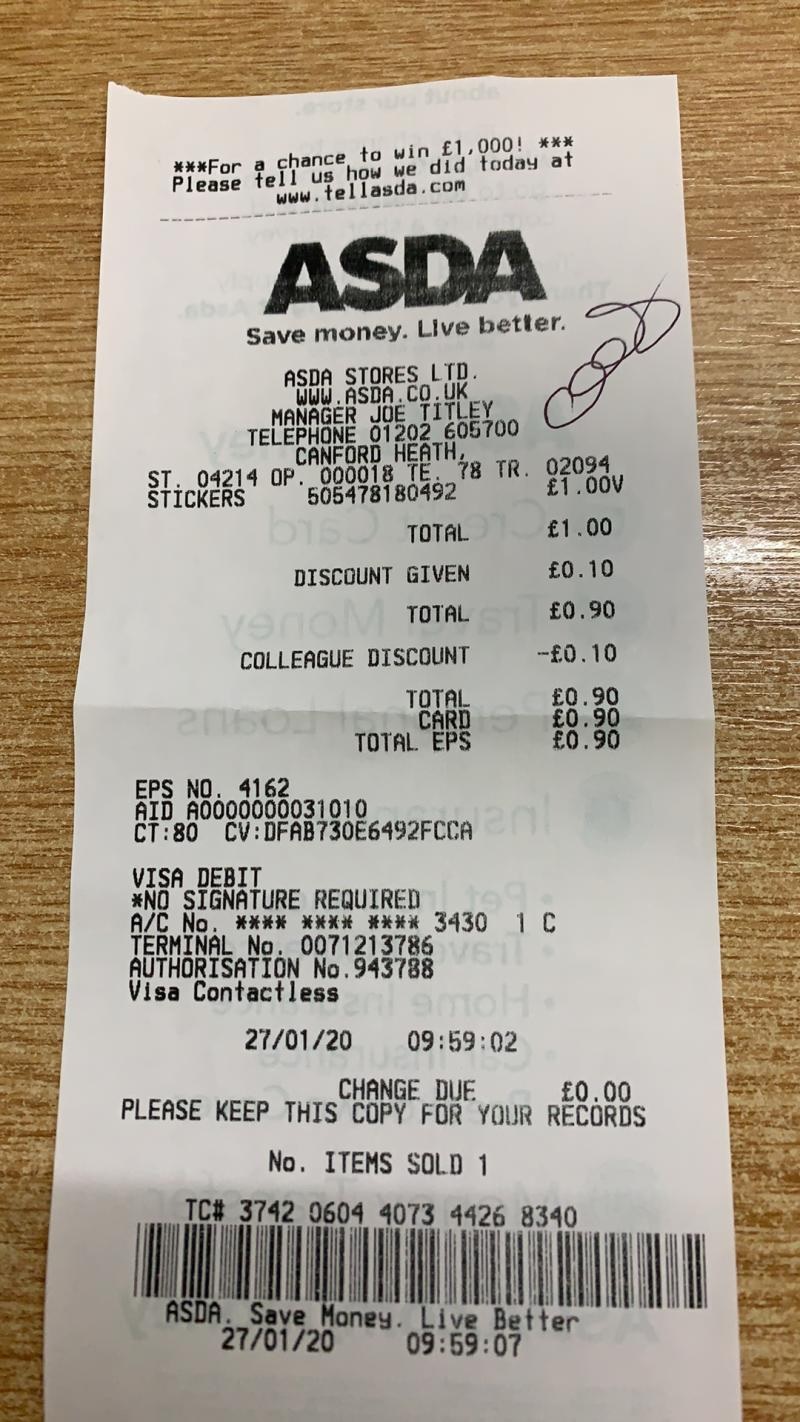 ***For a chance to win £1,000! ***
Please tell us how we did today at
www.tellasda.com
ASDA
Save money. Live better.
ASDA STORES LTD.
WWW.ASDA.CO.UK
MANAGER JOE TITLEY
TELEPHONE 01202 605700
CANFORD HEATH,
ST. 04214 OP. 000018 TE. 78 TR. 02094
STICKERS 505478180492 £1.00V
TOTAL £1.00
DISCOUNT GIVEN £0.10
TOTAL £0.90
COLLEAGUE DISCOUNT -£0.10
TOTAL £0.90
CARD £0.90
TOTAL EPS £0.90
EPS NO. 4162
AID A0000000031010
CT:80 CV:DFAB730E6492FCCA
VISA DEBIT
*NO SIGNATURE REQUIRED
A/C No. **** **** **** 3430 1 C
TERMINAL No. 0071213786
AUTHORISATION No.943788
Visa Contactless
27/01/20 09:59:02
CHANGE DUE £0.00
PLEASE KEEP THIS COPY FOR YOUR RECORDS
No. ITEMS SOLD 1
TC# 3742 0604 4073 4426 8340
ASDA. Save Money. Live Better
27/01/20 09:59:07